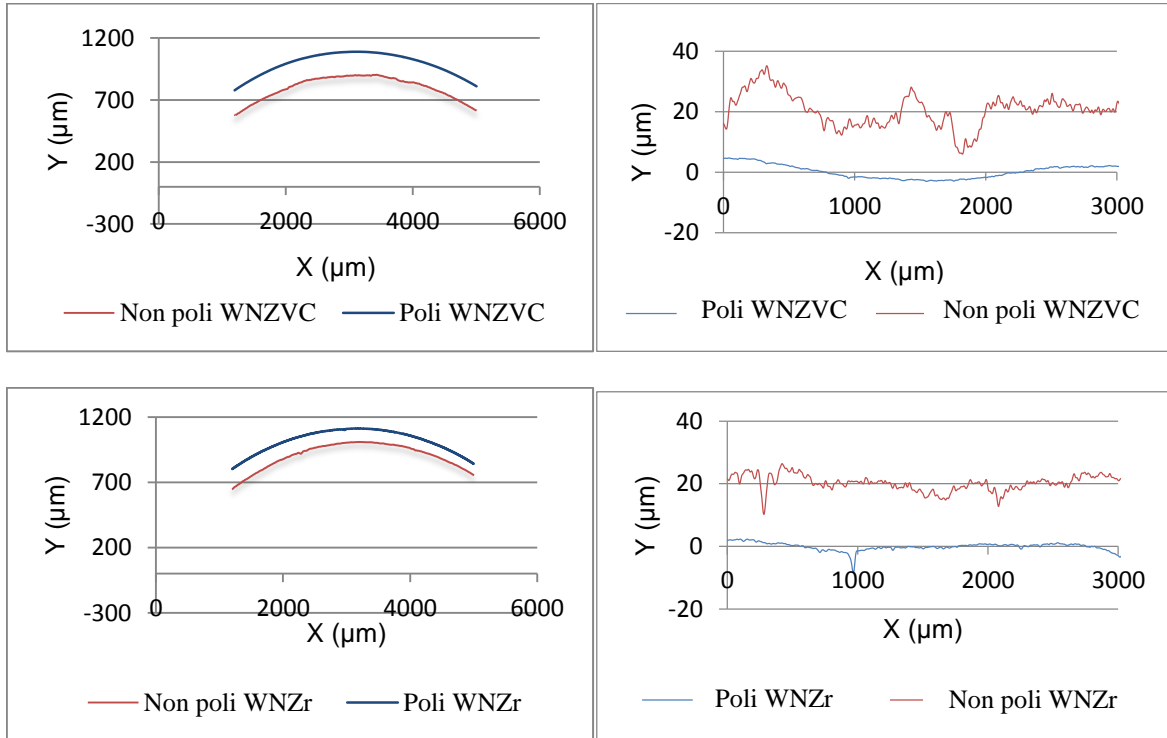 1200
700
200
-300
0
2000
4000
6000
Y (µm)
X (µm)
Non poli WNZVC
Poli WNZVC
40
20
0
-20
0
1000
2000
3000
Y (µm)
X (µm)
Poli WNZVC
Non poli WNZVC
1200
700
200
-300
0
2000
4000
6000
Y (µm)
X (µm)
Non poli WNZr
Poli WNZr
40
20
0
-20
0
1000
2000
3000
Y (µm)
X (µm)
Poli WNZr
Non poli WNZr